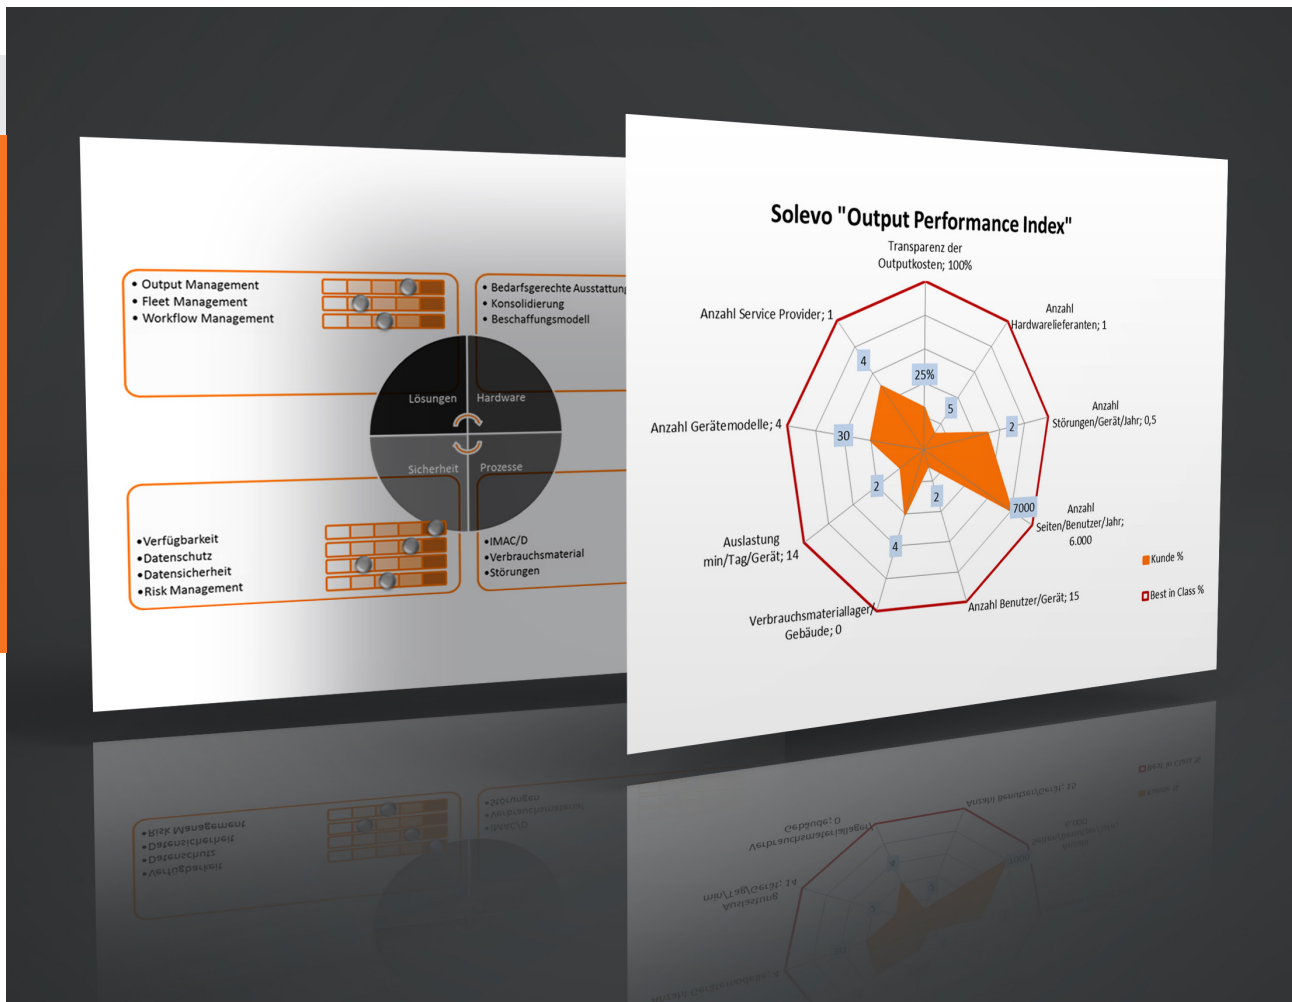 • Output Management
• Fleet Management
• Workflow Management
• Bedarfsgerechte Ausstattung
• Konsolidierung
• Beschaffungsmodell
Lösungen
Hardware
Sicherheit
Prozesse
•Verfügbarkeit
•Datenschutz
•Datensicherheit
•Risk Management
•IMAC/D
•Verbrauchsmaterial
•Störungen
Solevo "Output Performance Index"
Transparenz der
Outputkosten; 100%
Anzahl
Hardwarelieferanten; 1
Anzahl
Störungen/Gerät/Jahr; 0,5
Anzahl
Seiten/Benutzer/Jahr;
6.000
Anzahl Benutzer/Gerät; 15
Verbrauchsmateriallager/
Gebäude; 0
Auslastung
min/Tag/Gerät; 14
Anzahl Gerätemodelle; 4
Anzahl Service Provider; 1
25%
5
2
7000
2
4
2
30
4
Kunde %
Best in Class %